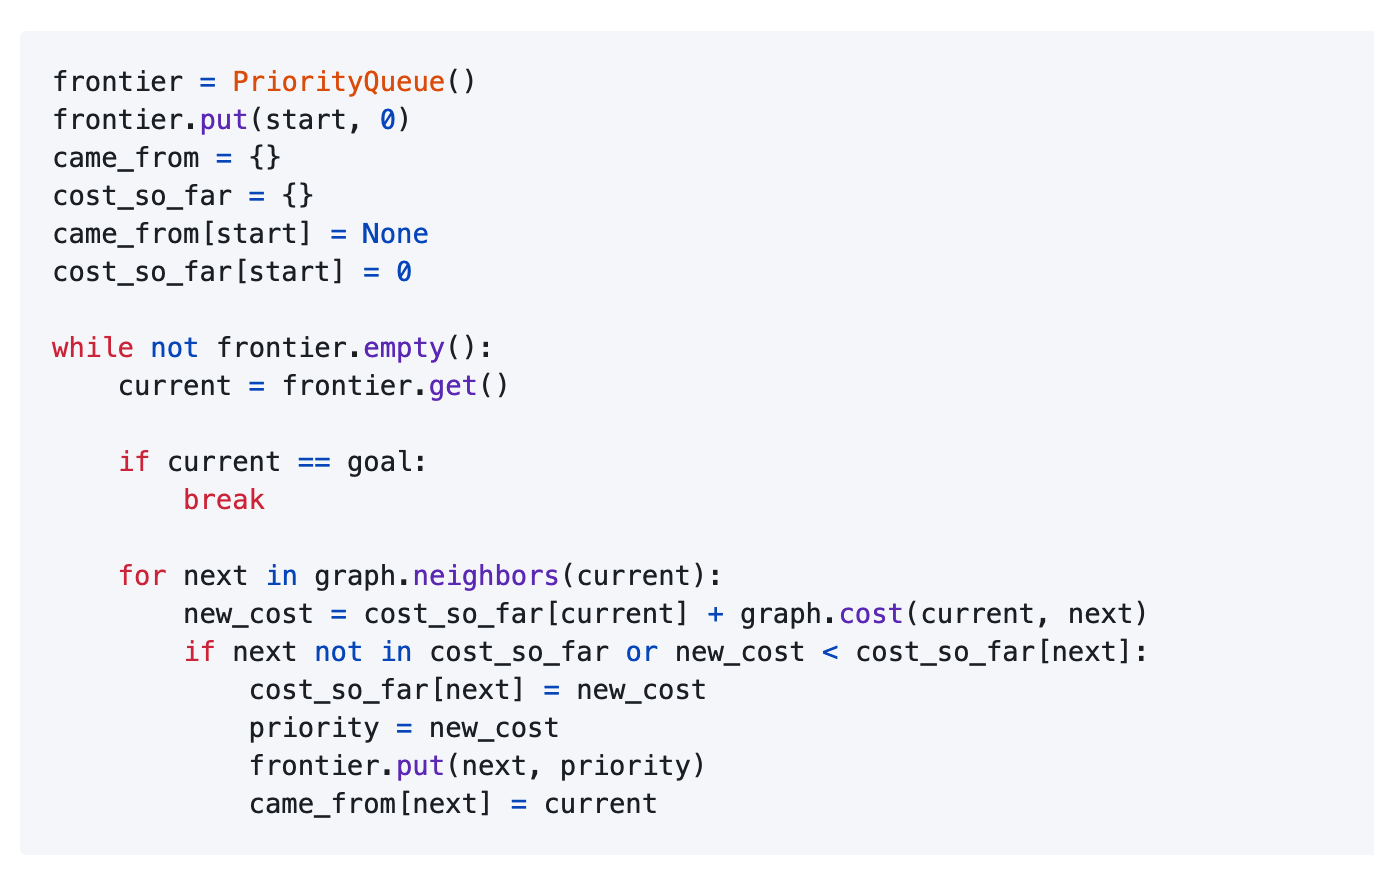 frontier = PriorityQueue()
frontier.put(start, 0)
came_from = {}
cost_so_far = {}
came_from[start] = None
cost_so_far[start] = 0

while not frontier.empty():
    current = frontier.get()

    if current == goal:
        break

    for next in graph.neighbors(current):
        new_cost = cost_so_far[current] + graph.cost(current, next)
        if next not in cost_so_far or new_cost < cost_so_far[next]:
            cost_so_far[next] = new_cost
            priority = new_cost
            frontier.put(next, priority)
            came_from[next] = current